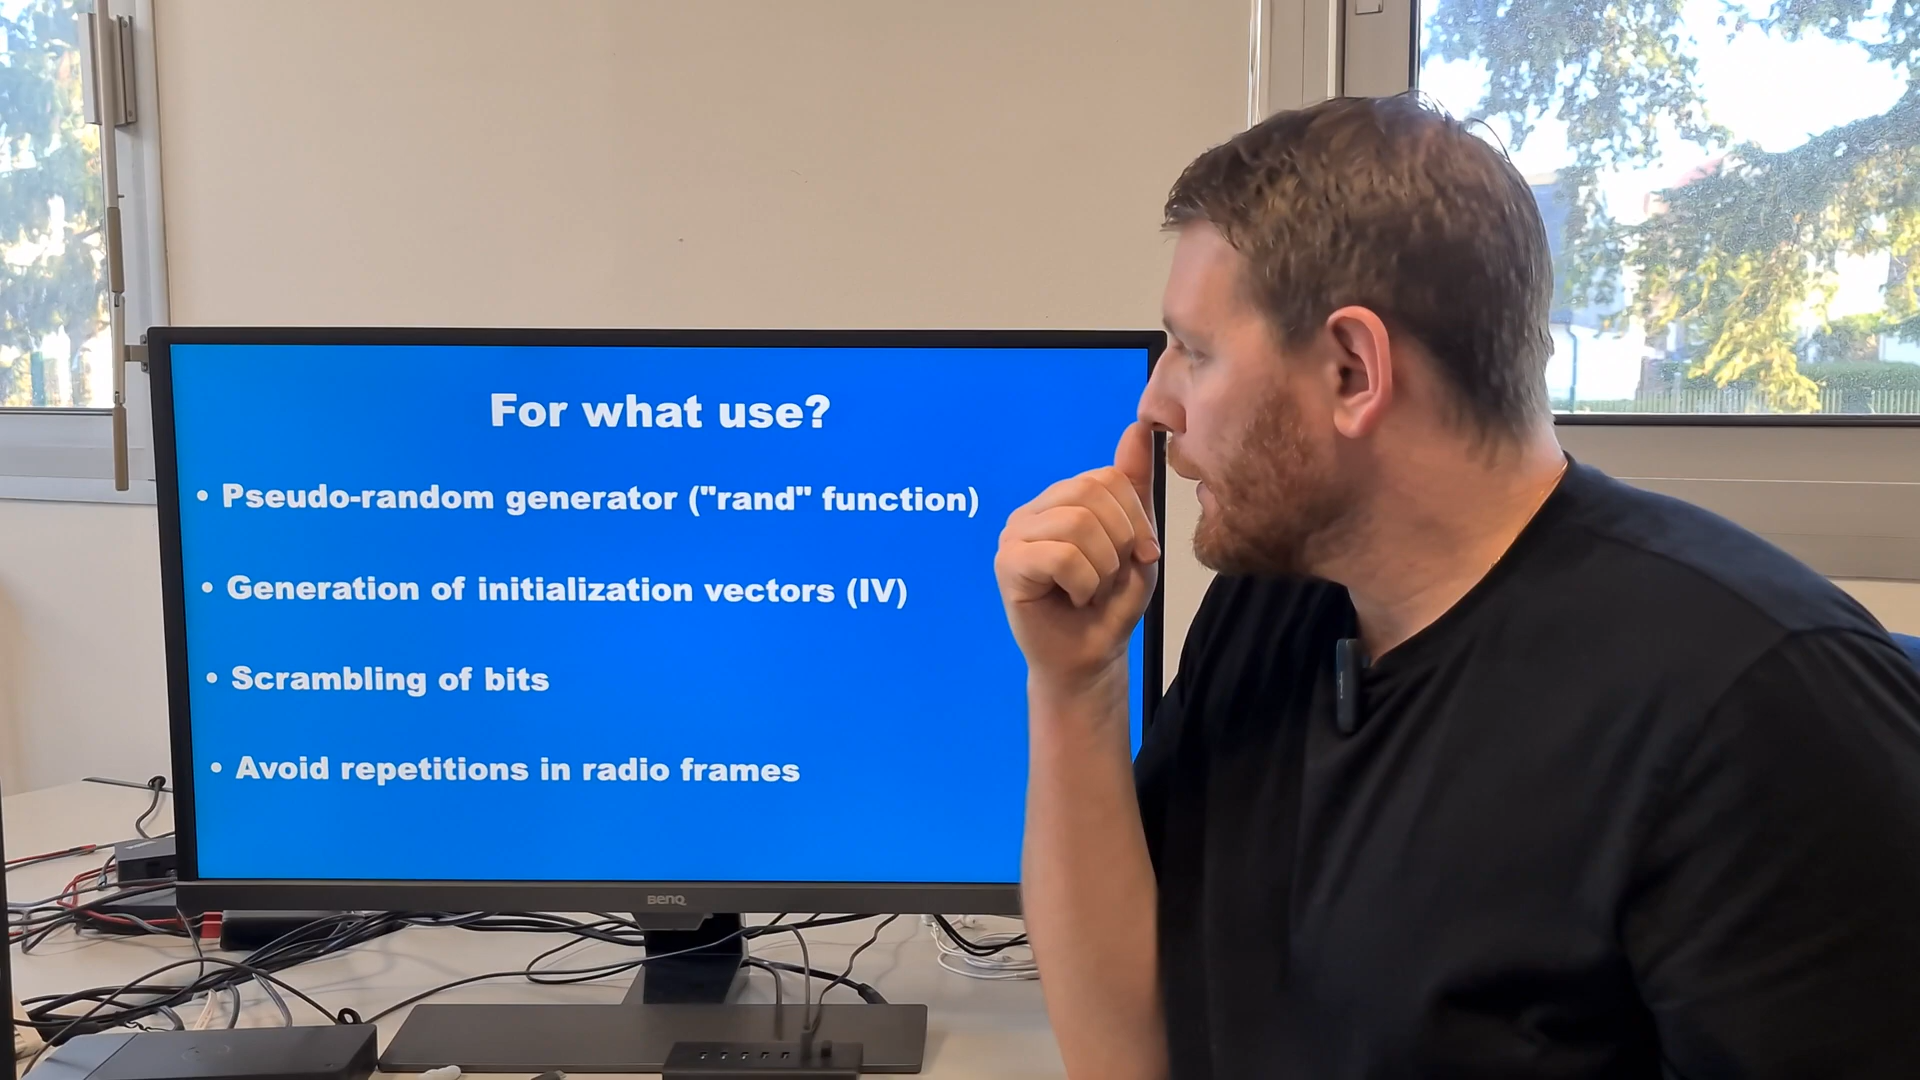 For what use?
• Pseudo-random generator ("rand" function)
• Generation of initialization vectors (IV)
• Scrambling of bits
• Avoid repetitions in radio frames
BenQ